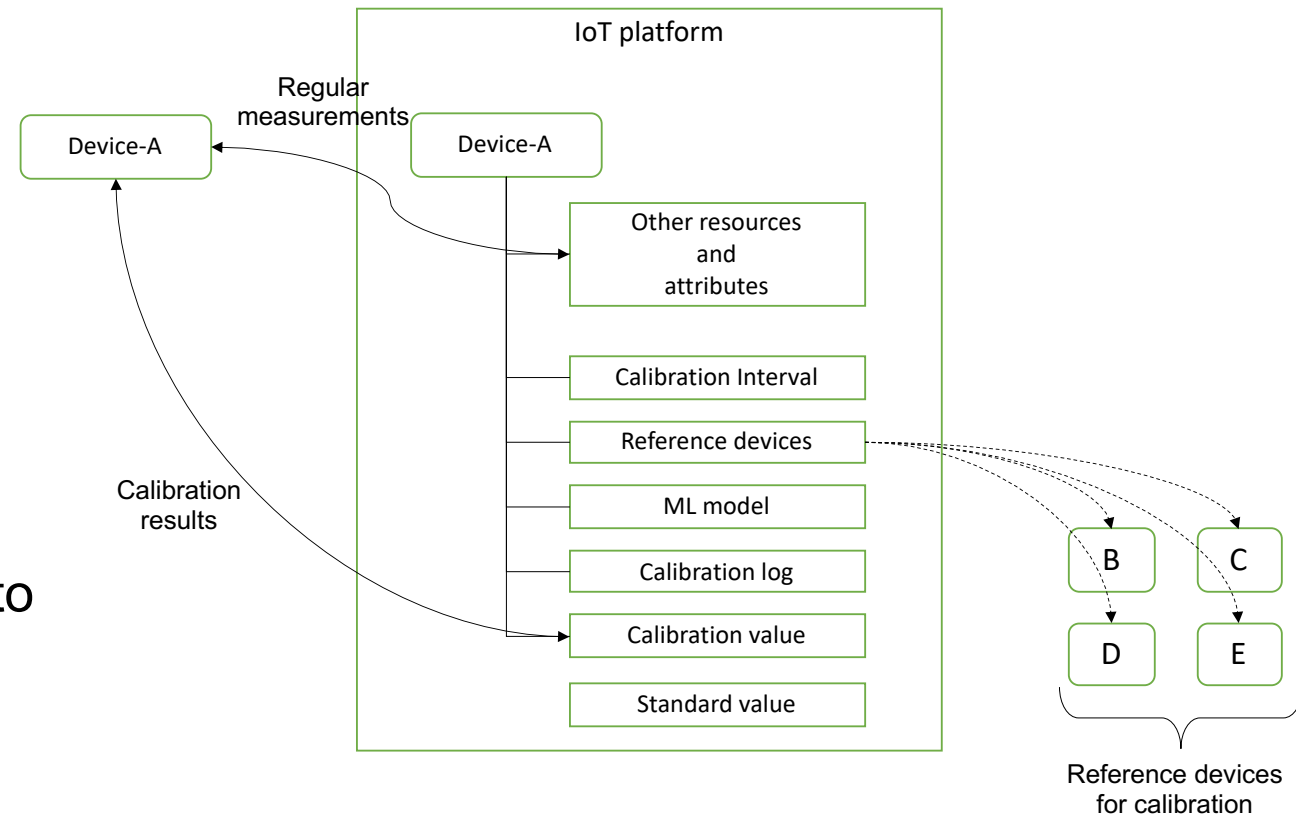 IoT platform
Regular
measurements
Device-A
Device-A
Other resources
and
attributes
Calibration Interval
Reference devices
ML model
Calibration log
Calibration value
Standard value
Calibration
results
to
B
C
D
E
Reference devices
for calibration